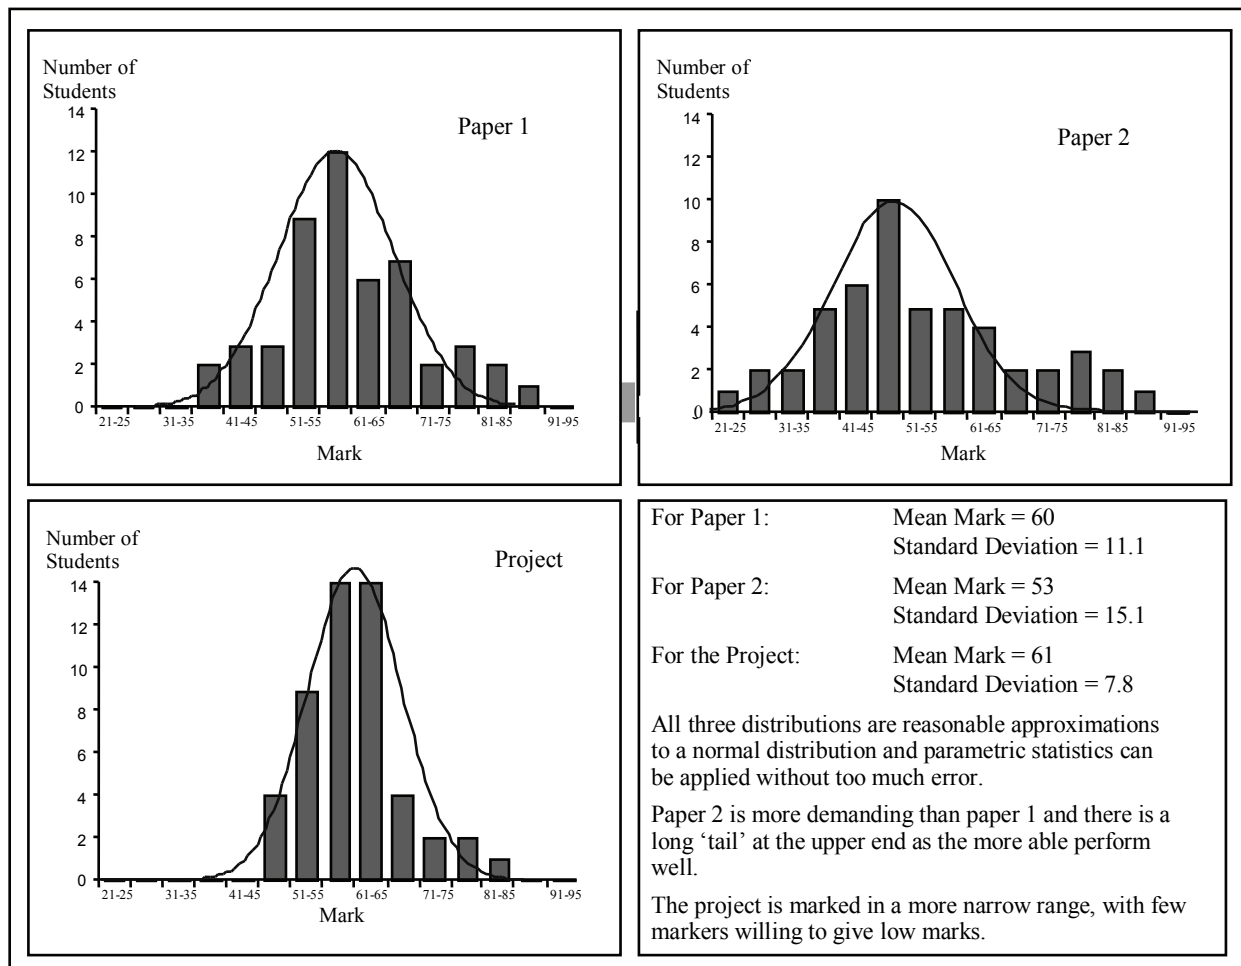 Number of
Students
Paper 1
14
12
10
8
6
4
2
0
21-25 31-35 41-45 51-55 61-65 71-75 81-85 91-95
Mark
Number of
Students
Paper 2
14
12
10
8
6
4
2
0
21-25 31-35 41-45 51-55 61-65 71-75 81-85 91-95
Mark
Number of
Students
Project
14
12
10
8
6
4
2
0
21-25 31-35 41-45 51-55 61-65 71-75 81-85 91-95
Mark
For Paper 1: Mean Mark = 60
Standard Deviation = 11.1
For Paper 2: Mean Mark = 53
Standard Deviation = 15.1
For the Project: Mean Mark = 61
Standard Deviation = 7.8
All three distributions are reasonable approximations
to a normal distribution and parametric statistics can
be applied without too much error.
Paper 2 is more demanding than paper 1 and there is a
long ‘tail’ at the upper end as the more able perform
well.
The project is marked in a more narrow range, with few
markers willing to give low marks.